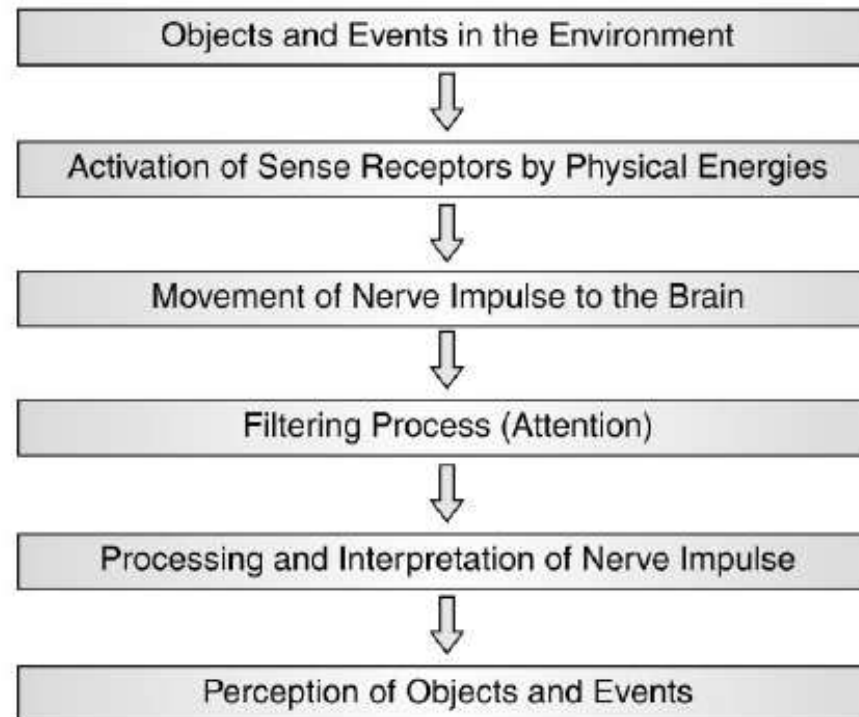 Objects and Events in the Environment
Activation of Sense Receptors by Physical Energies
Movement of Nerve Impulse to the Brain
Filtering Process (Attention)
Processing and Interpretation of Nerve Impulse
Perception of Objects and Events